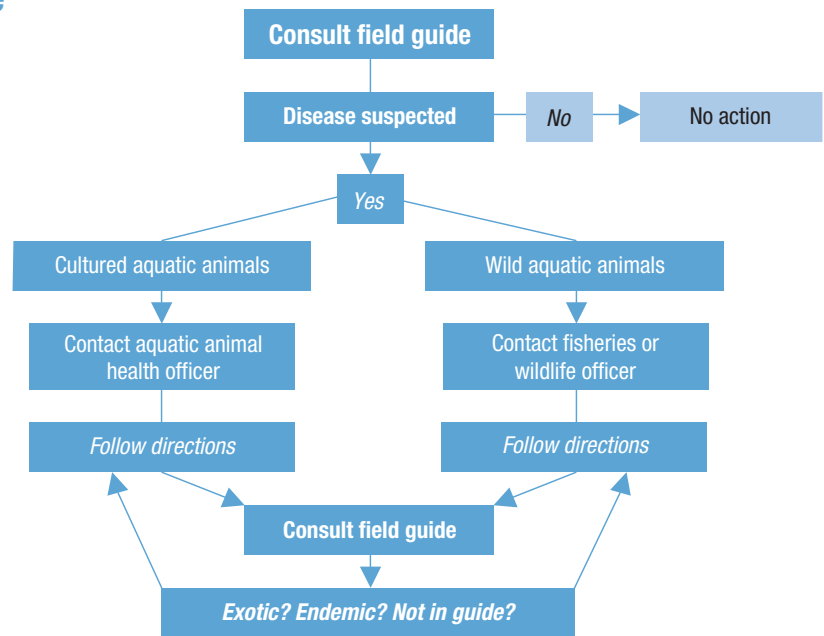 Consult field guide
Disease suspected
No
No action
Yes
Cultured aquatic animals
Wild aquatic animals
Contact aquatic animal
health officer
Contact fisheries or
wildlife officer
Follow directions
Follow directions
Consult field guide
Exotic? Endemic? Not in guide?